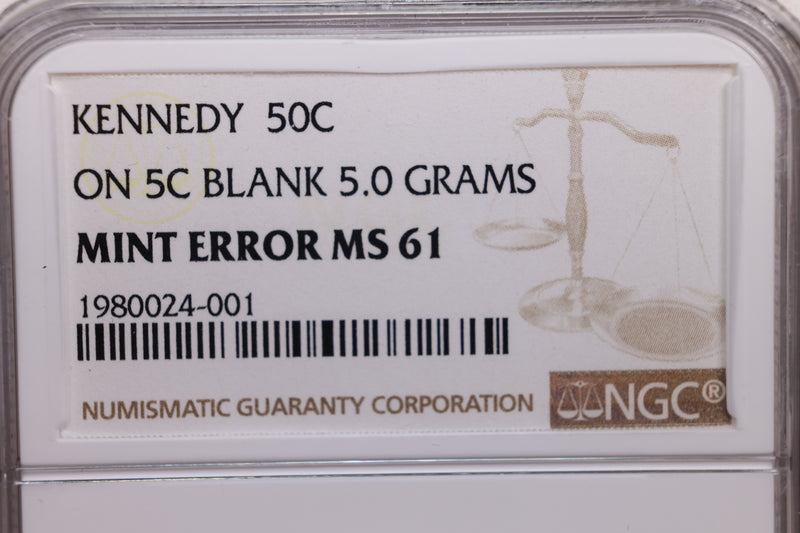 KENNEDY 50C
ON 5C BLANK 5.0 GRAMS
MINT ERROR MS 61
1980024-001
NUMISMATIC GUARANTY CORPORATION
NGC®